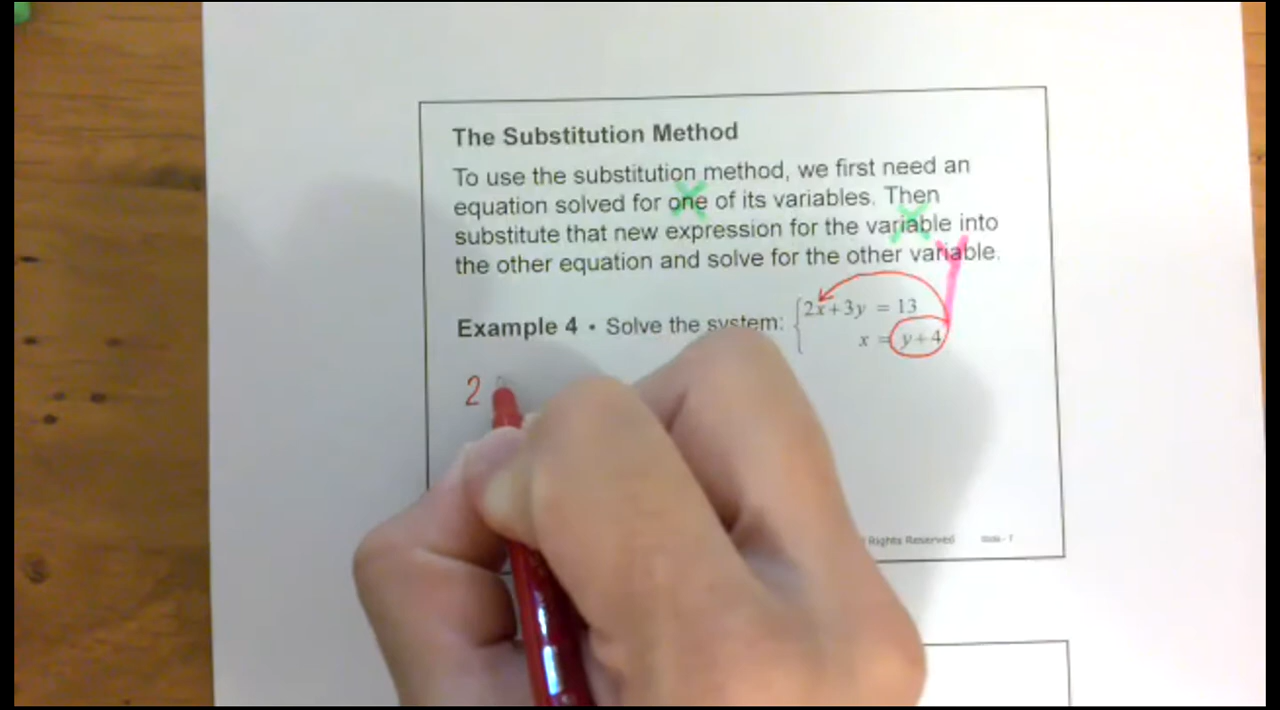 The Substitution Method
To use the substitution method, we first need an
equation solved for one of its variables. Then
substitute that new expression for the variable into
the other equation and solve for the other variable.
Example 4 • Solve the system: 2x+3y = 13
x = y+4
2
Rights Reserved Slide - 7